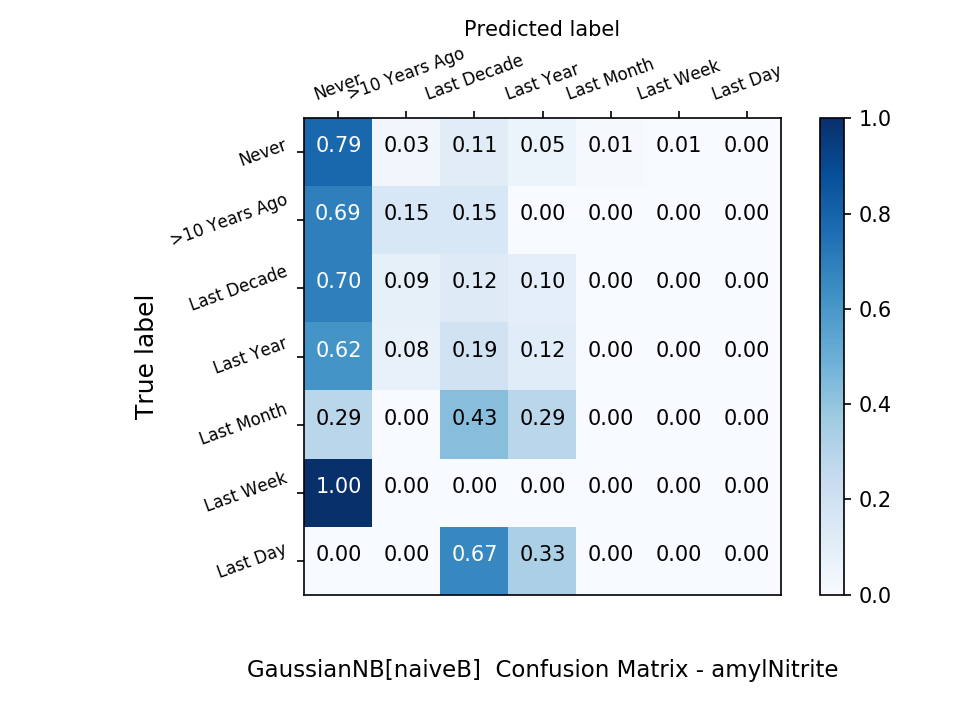 Predicted label
Never >10 Years Ago Last Decade Last Year Last Month Last Week Last Day
Never 0.79 0.03 0.11 0.05 0.01 0.01 0.00
>10 Years Ago 0.69 0.15 0.15 0.00 0.00 0.00 0.00
Last Decade 0.70 0.09 0.12 0.10 0.00 0.00 0.00
Last Year 0.62 0.08 0.19 0.12 0.00 0.00 0.00
Last Month 0.29 0.00 0.43 0.29 0.00 0.00 0.00
Last Week 1.00 0.00 0.00 0.00 0.00 0.00 0.00
Last Day 0.00 0.00 0.67 0.33 0.00 0.00 0.00
True label
1.0
0.8
0.6
0.4
0.2
0.0
GaussianNB[naiveB]  Confusion Matrix - amylNitrite